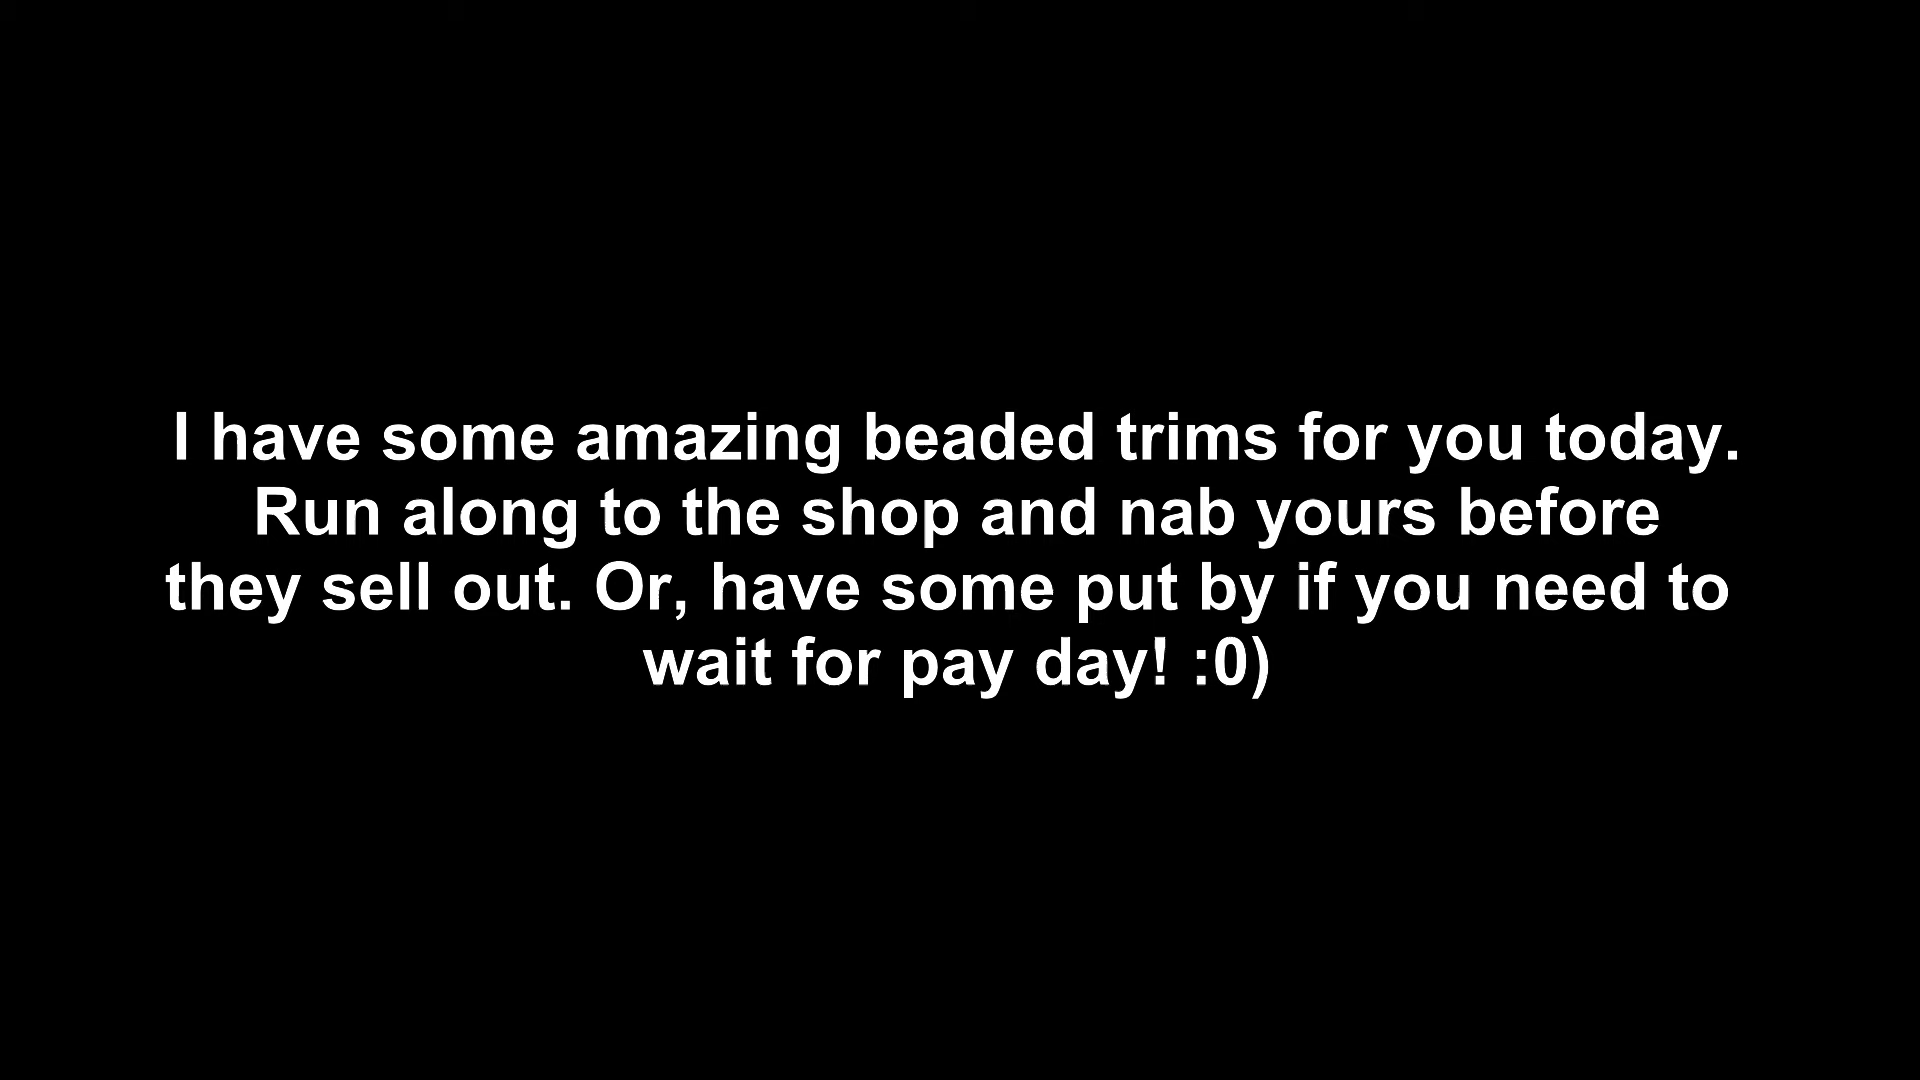 I have some amazing beaded trims for you today.
Run along to the shop and nab yours before
they sell out. Or, have some put by if you need to
wait for pay day! :0)